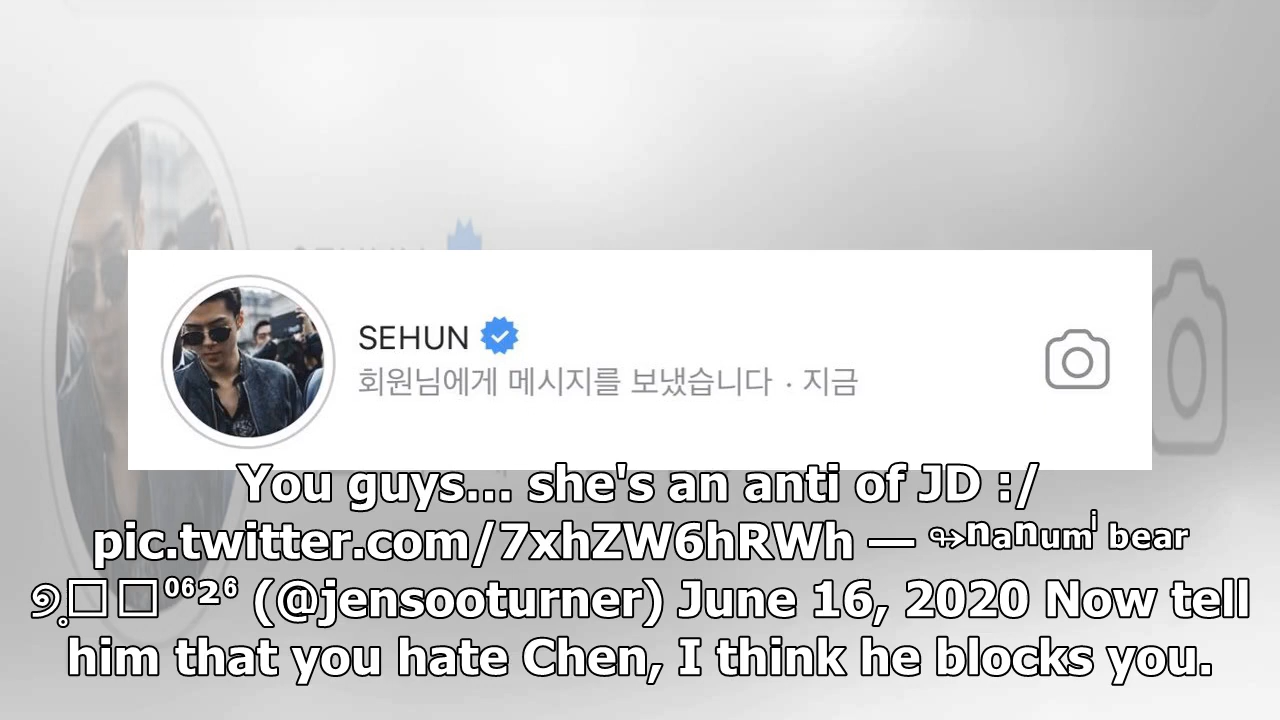 SEHUN
회원님에게 메시지를 보냈습니다 · 지금
You guys... she's an anti of JD :/
pic.twitter.com/7xhZW6hRWh — ⁿaⁿumⁱ bear
⁰⁶²⁶ (@jensooturner) June 16, 2020 Now tell
him that you hate Chen, I think he blocks you.